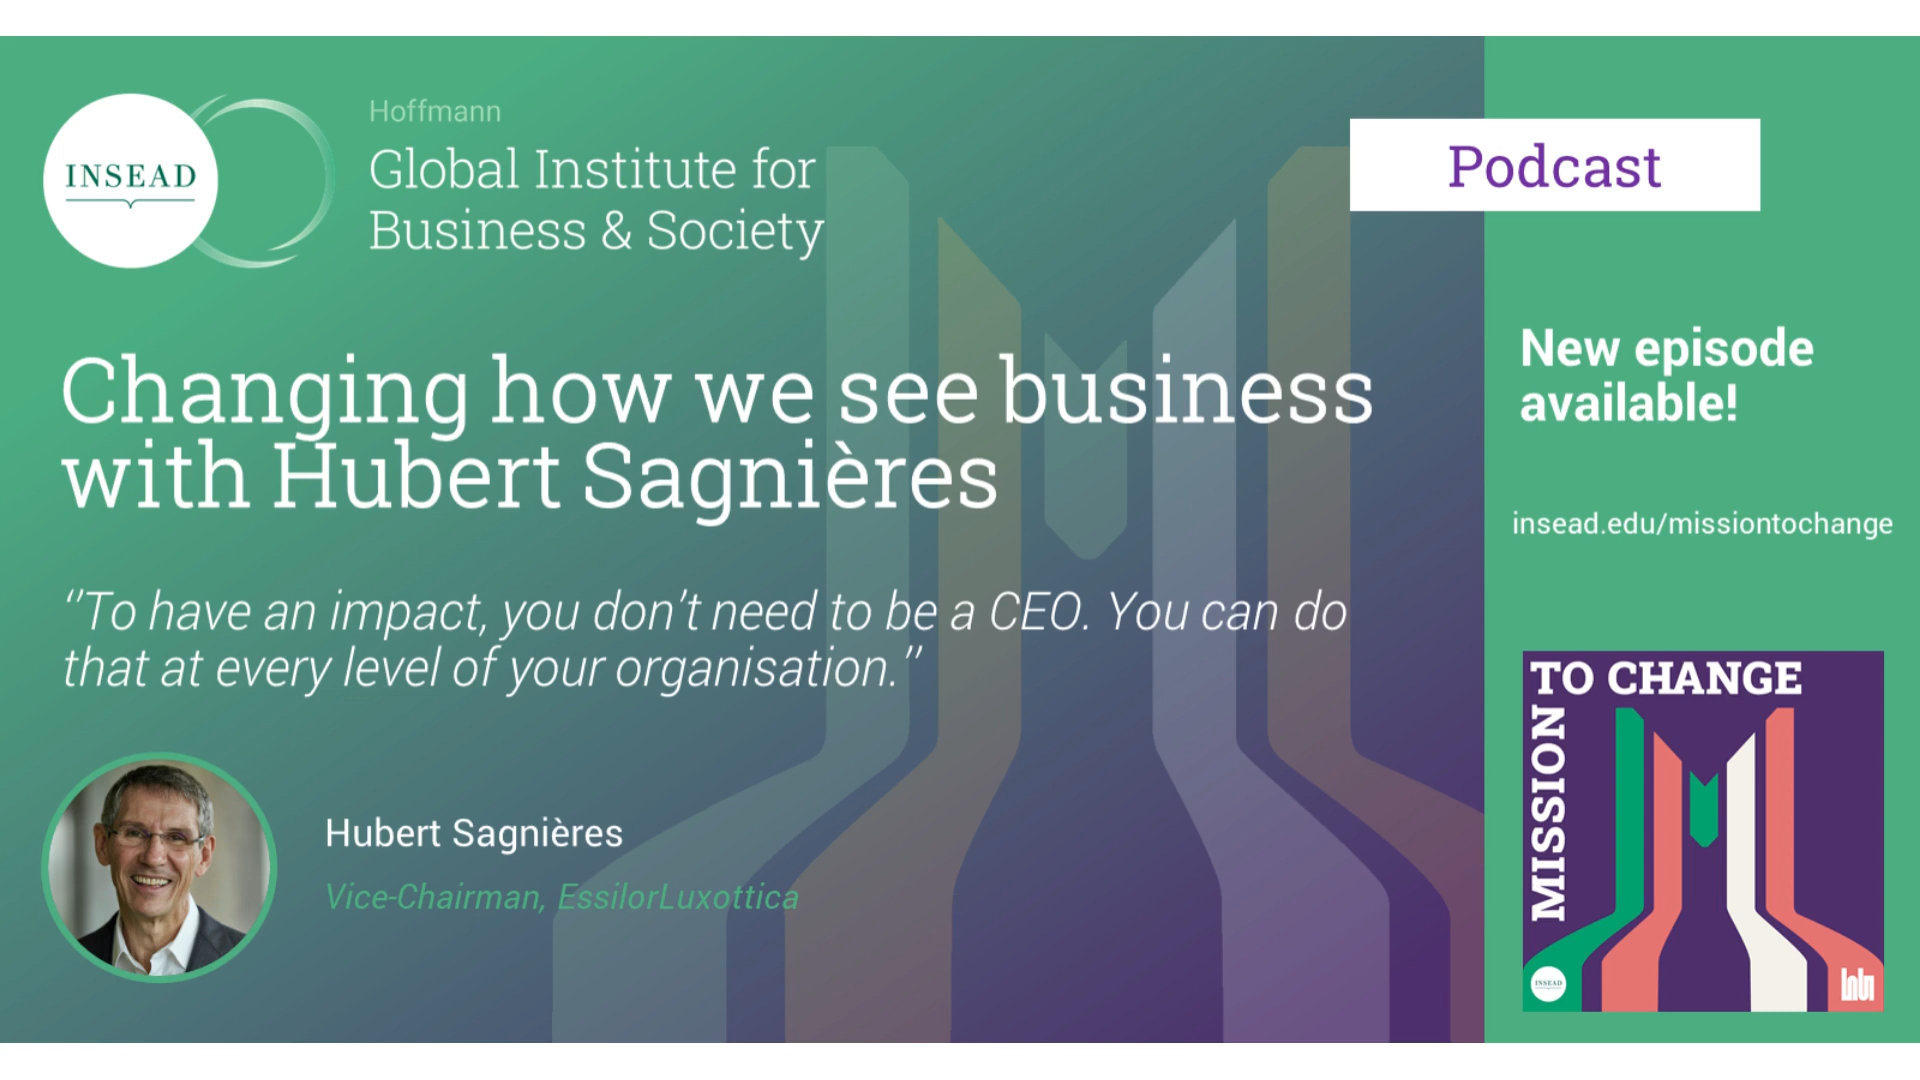 INSEAD
Hoffmann
Global Institute for
Business & Society
Podcast
Changing how we see business
with Hubert Sagnières
“To have an impact, you don’t need to be a CEO. You can do
that at every level of your organisation.”
Hubert Sagnières
Vice-Chairman, EssilorLuxottica
New episode
available!
insead.edu/missiontochange
TO CHANGE
MISSION
INSEAD